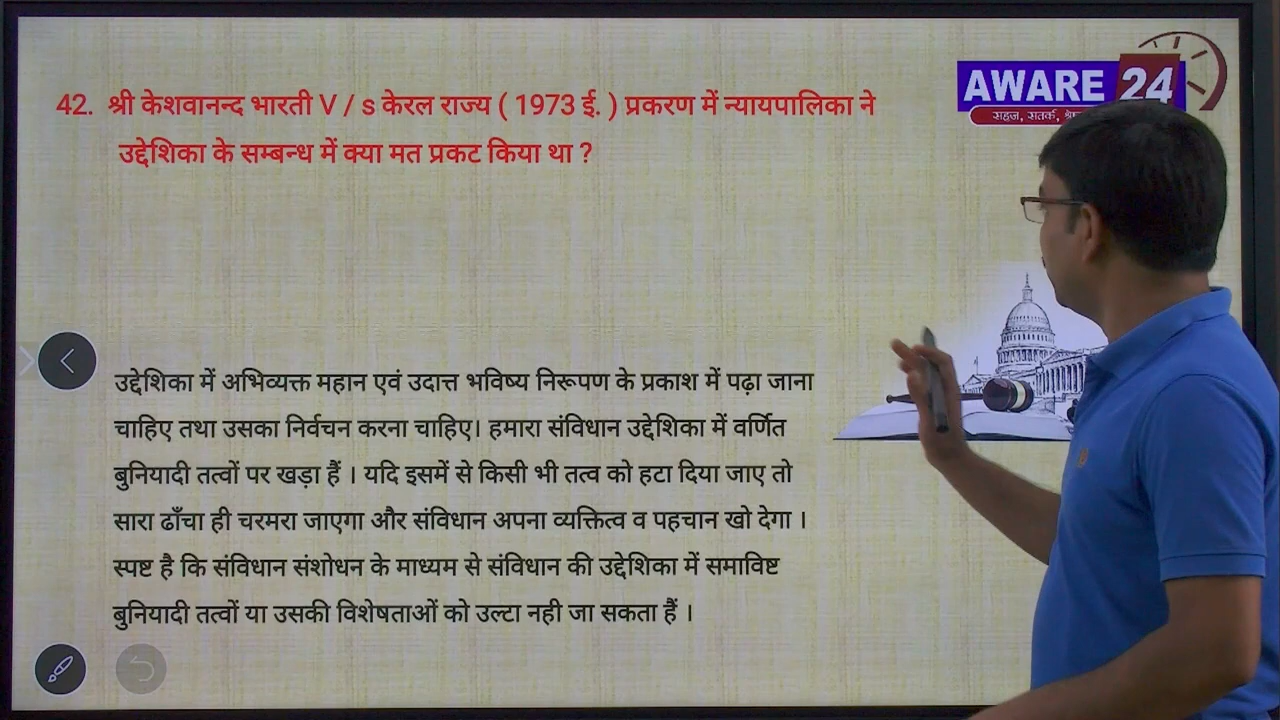 42. श्री केशवानन्द भारती V / s केरल राज्य ( 1973 ई. ) प्रकरण में न्यायपालिका ने
उद्देशिका के सम्बन्ध में क्या मत प्रकट किया था ?
AWARE 24
सहज, सतर्क,
उद्देशिका में अभिव्यक्त महान एवं उदात्त भविष्य निरूपण के प्रकाश में पढ़ा जाना
चाहिए तथा उसका निर्वचन करना चाहिए। हमारा संविधान उद्देशिका में वर्णित
बुनियादी तत्वों पर खड़ा हैं । यदि इसमें से किसी भी तत्व को हटा दिया जाए तो
सारा ढाँचा ही चरमरा जाएगा और संविधान अपना व्यक्तित्व व पहचान खो देगा ।
स्पष्ट है कि संविधान संशोधन के माध्यम से संविधान की उद्देशिका में समाविष्ट
बुनियादी तत्वों या उसकी विशेषताओं को उल्टा नही जा सकता हैं ।